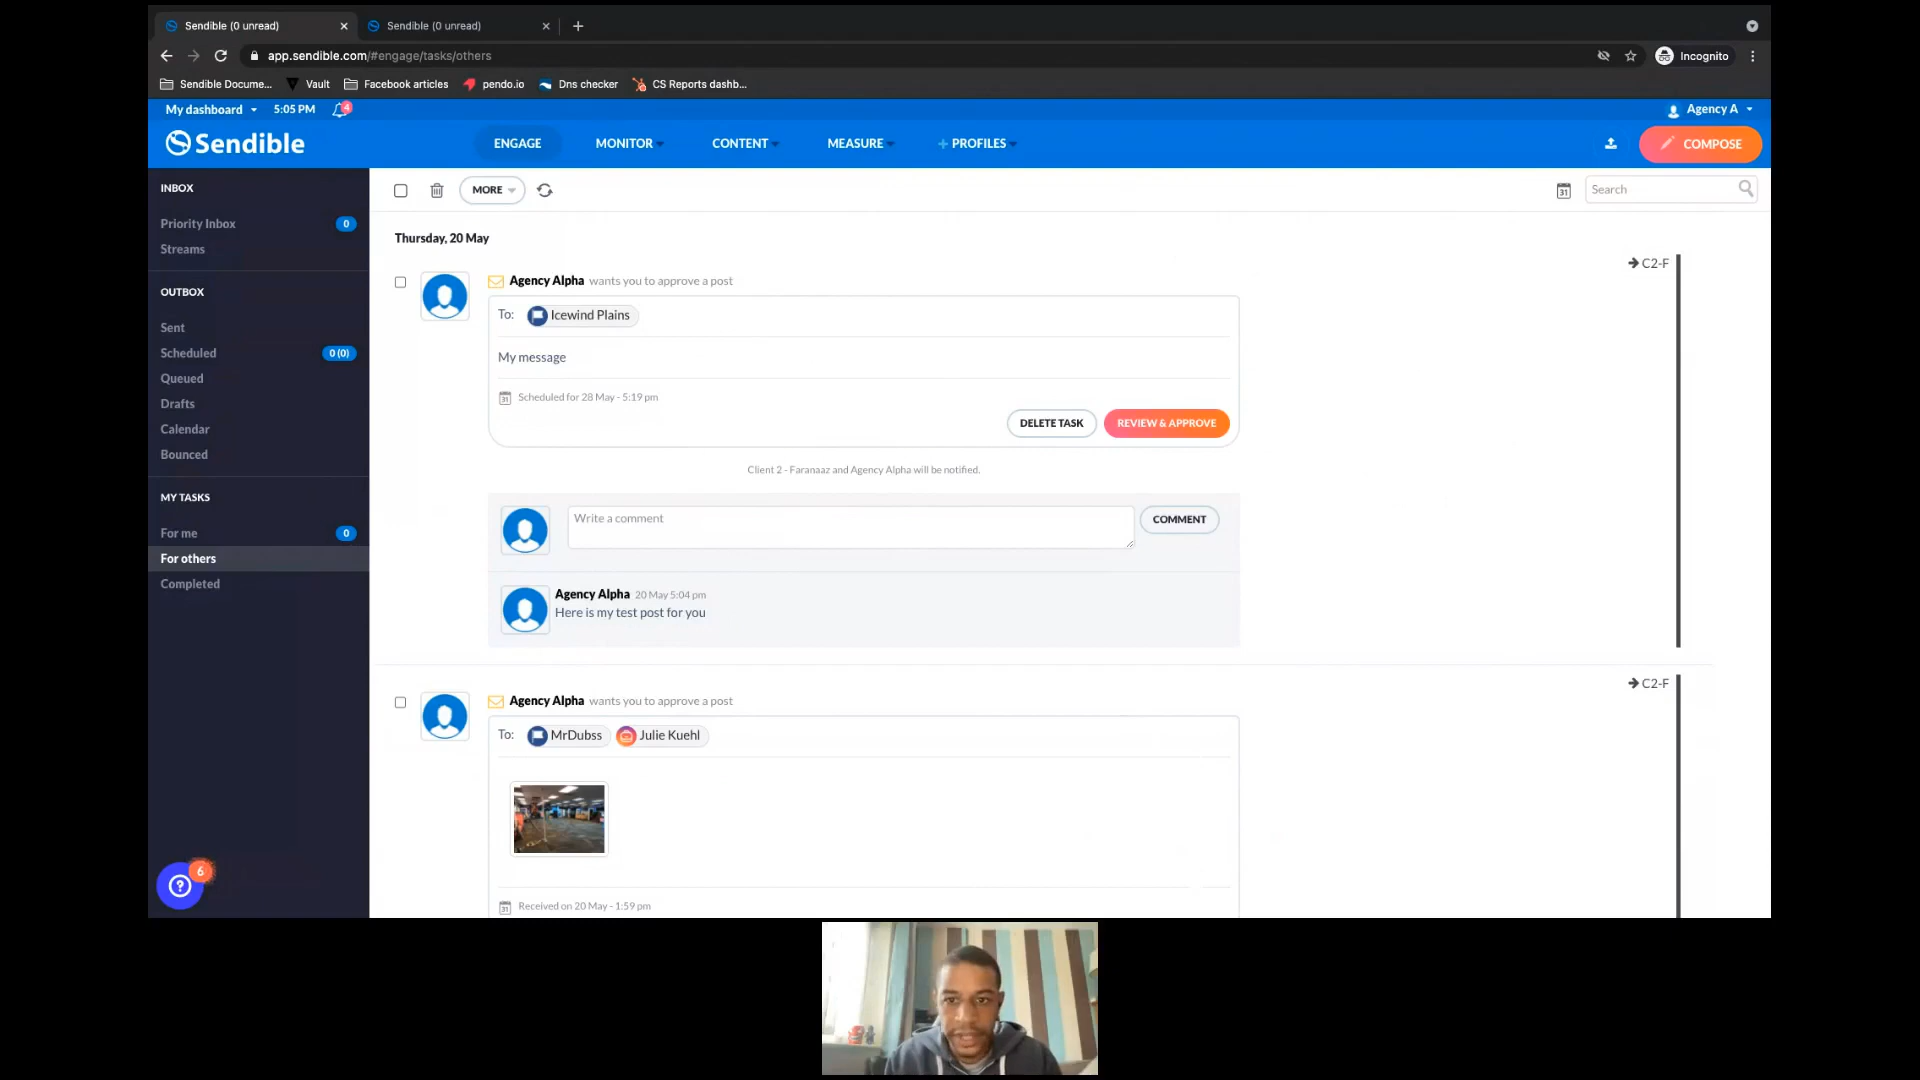 Sendible (0 unread)
Sendible (0 unread)
app.sendible.com/#engage/tasks/others
Incognito
Sendible Docume...
Vault
Facebook articles
pendo.io
Dns checker
CS Reports dashb...
My dashboard
5:05 PM
4
Agency A
Sendible
ENGAGE
MONITOR
CONTENT
MEASURE
+ PROFILES
COMPOSE
INBOX
Priority Inbox 0
Streams
OUTBOX
Sent
Scheduled 0 (0)
Queued
Drafts
Calendar
Bounced
MY TASKS
For me 0
For others
Completed
6
MORE
31
Search
Thursday, 20 May
C2-F
Agency Alpha wants you to approve a post
To: Icewind Plains
My message
31 Scheduled for 28 May - 5:19 pm
DELETE TASK
REVIEW & APPROVE
Client 2 - Faranaaz and Agency Alpha will be notified.
Write a comment
COMMENT
Agency Alpha 20 May 5:04 pm
Here is my test post for you
C2-F
Agency Alpha wants you to approve a post
To: MrDubss Julie Kuehl
31 Received on 20 May - 1:59 pm